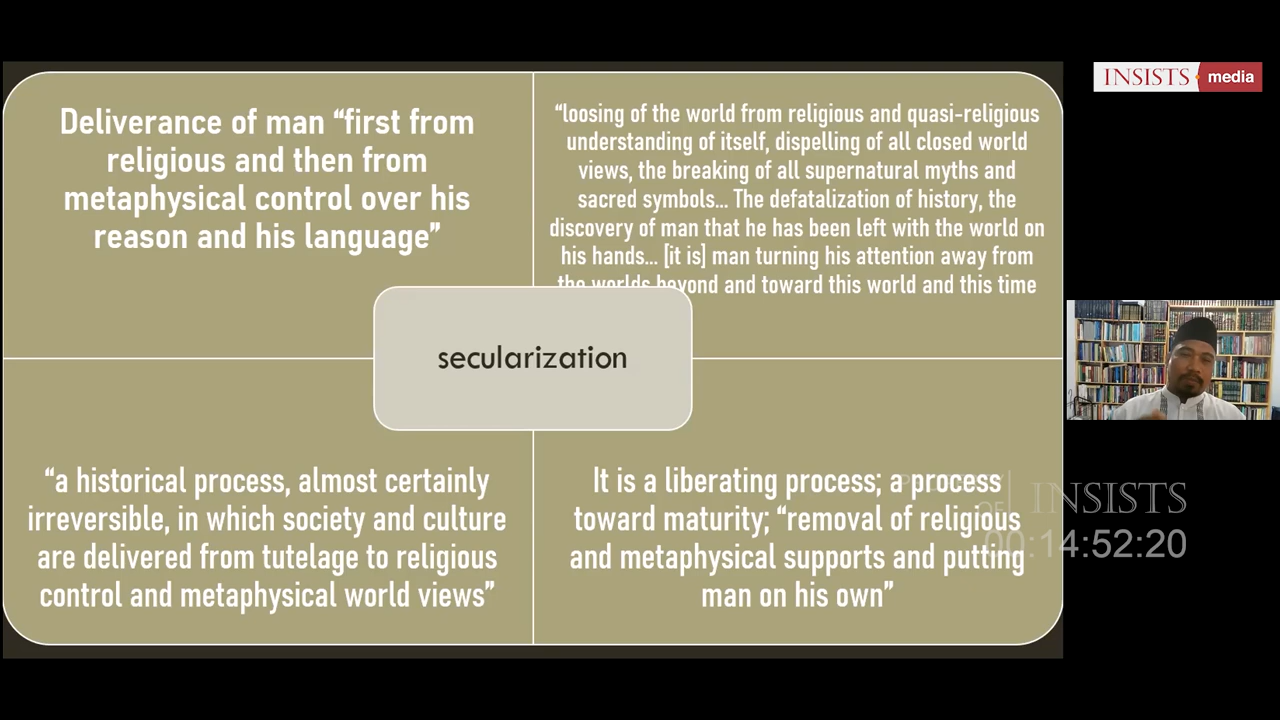 Deliverance of man “first from
religious and then from
metaphysical control over his
reason and his language”
“loosing of the world from religious and quasi-religious
understanding of itself, dispelling of all closed world
views, the breaking of all supernatural myths and
sacred symbols... The defatalization of history, the
discovery of man that he has been left with the world on
his hands... [it is] man turning his attention away from
the worlds beyond and toward this world and this time
secularization
“a historical process, almost certainly
irreversible, in which society and culture
are delivered from tutelage to religious
control and metaphysical world views”
It is a liberating process; a process
toward maturity; “removal of religious
and metaphysical supports and putting
man on his own”
INSISTS media
OF INSISTS
00:14:52:20